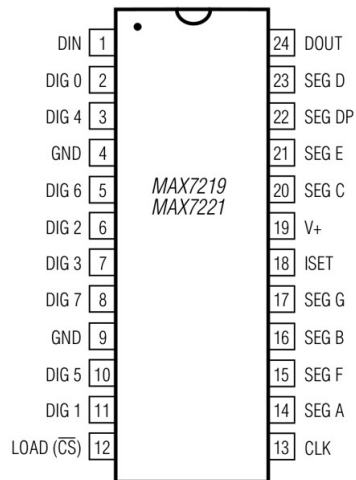 DIN 1
DIG 0 2
DIG 4 3
GND 4
DIG 6 5
DIG 2 6
DIG 3 7
DIG 7 8
GND 9
DIG 5 10
DIG 1 11
LOAD (C̅S̅) 12
MAX7219
MAX7221
24 DOUT
23 SEG D
22 SEG DP
21 SEG E
20 SEG C
19 V+
18 ISET
17 SEG G
16 SEG B
15 SEG F
14 SEG A
13 CLK